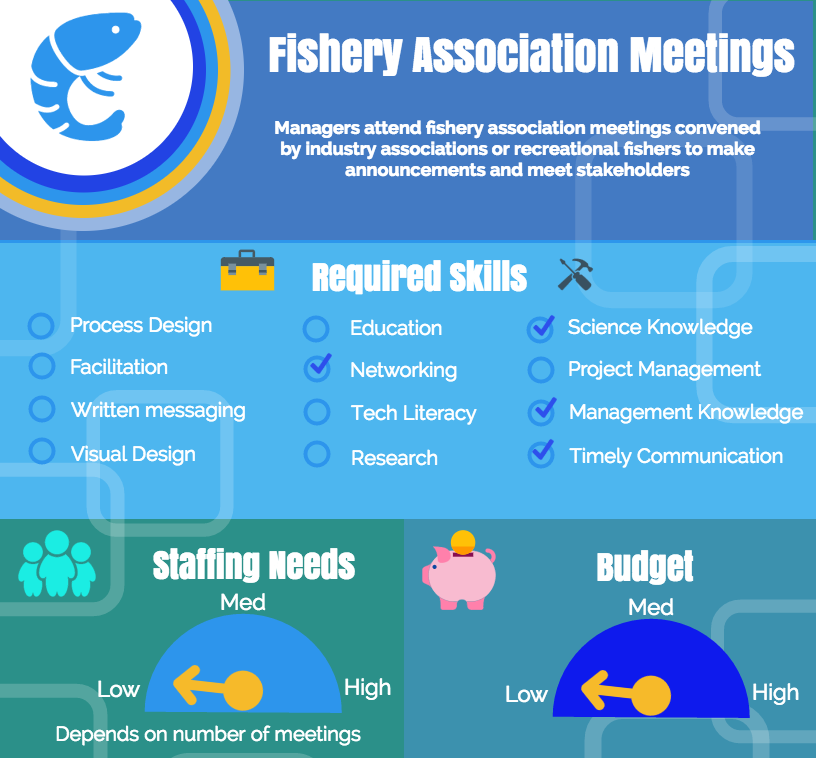 Fishery Association Meetings
Managers attend fishery association meetings convened
by industry associations or recreational fishers to make
announcements and meet stakeholders
Required Skills
Process Design
Facilitation
Written messaging
Visual Design
Education
Networking
Tech Literacy
Research
Science Knowledge
Project Management
Management Knowledge
Timely Communication
Staffing Needs
Med
Low
High
Depends on number of meetings
Budget
Med
Low
High